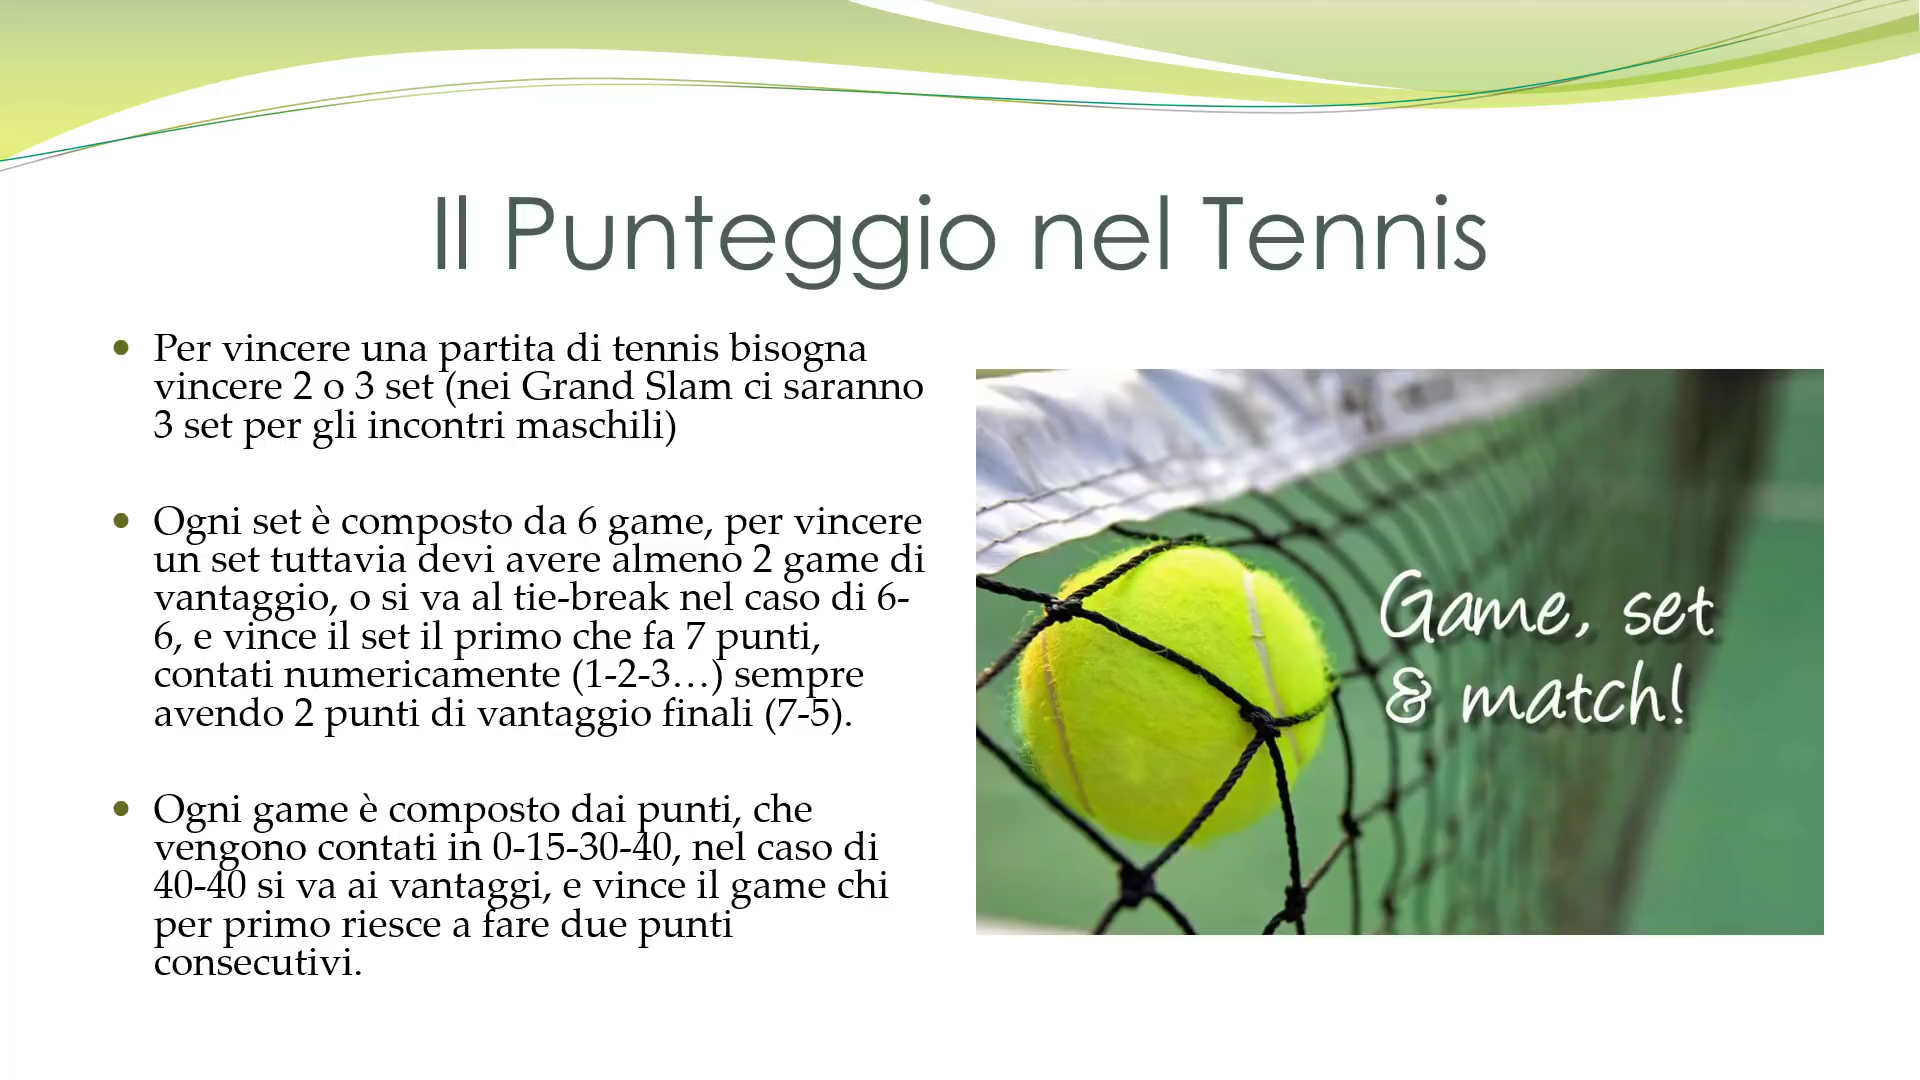 Il Punteggio nel Tennis
Per vincere una partita di tennis bisogna
vincere 2 o 3 set (nei Grand Slam ci saranno
3 set per gli incontri maschili)
Ogni set è composto da 6 game, per vincere
un set tuttavia devi avere almeno 2 game di
vantaggio, o si va al tie-break nel caso di 6-
6, e vince il set il primo che fa 7 punti,
contati numericamente (1-2-3…) sempre
avendo 2 punti di vantaggio finali (7-5).
Ogni game è composto dai punti, che
vengono contati in 0-15-30-40, nel caso di
40-40 si va ai vantaggi, e vince il game chi
per primo riesce a fare due punti
consecutivi.
Game, set
& match!